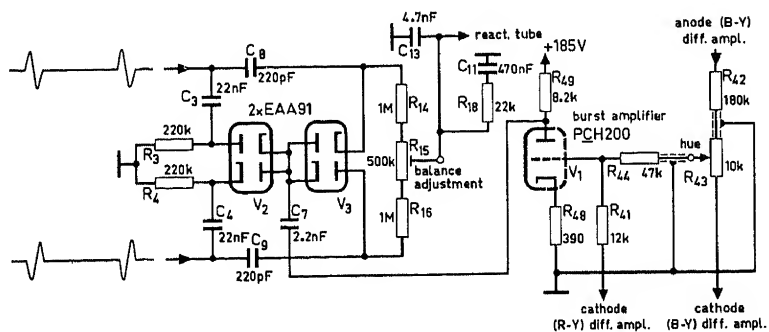 4.7nF
C13
react. tube
+185V
anode (B-Y)
diff. ampl.
C8
220pF
C11
470nF
R49
8.2k
R42
180k
C3
22nF
2xEAA91
1M
R14
R18
22k
burst amplifier
PCH200
220k
R3
R15
500k
hue
balance
adjustment
V1
R44
47k
R43
10k
R4
220k
V2
C7
V3
1M
R16
C4
22nF
2.2nF
R48
390
R41
12k
C9
220pF
cathode
(R-Y) diff. ampl.
cathode
(B-Y) diff. ampl.